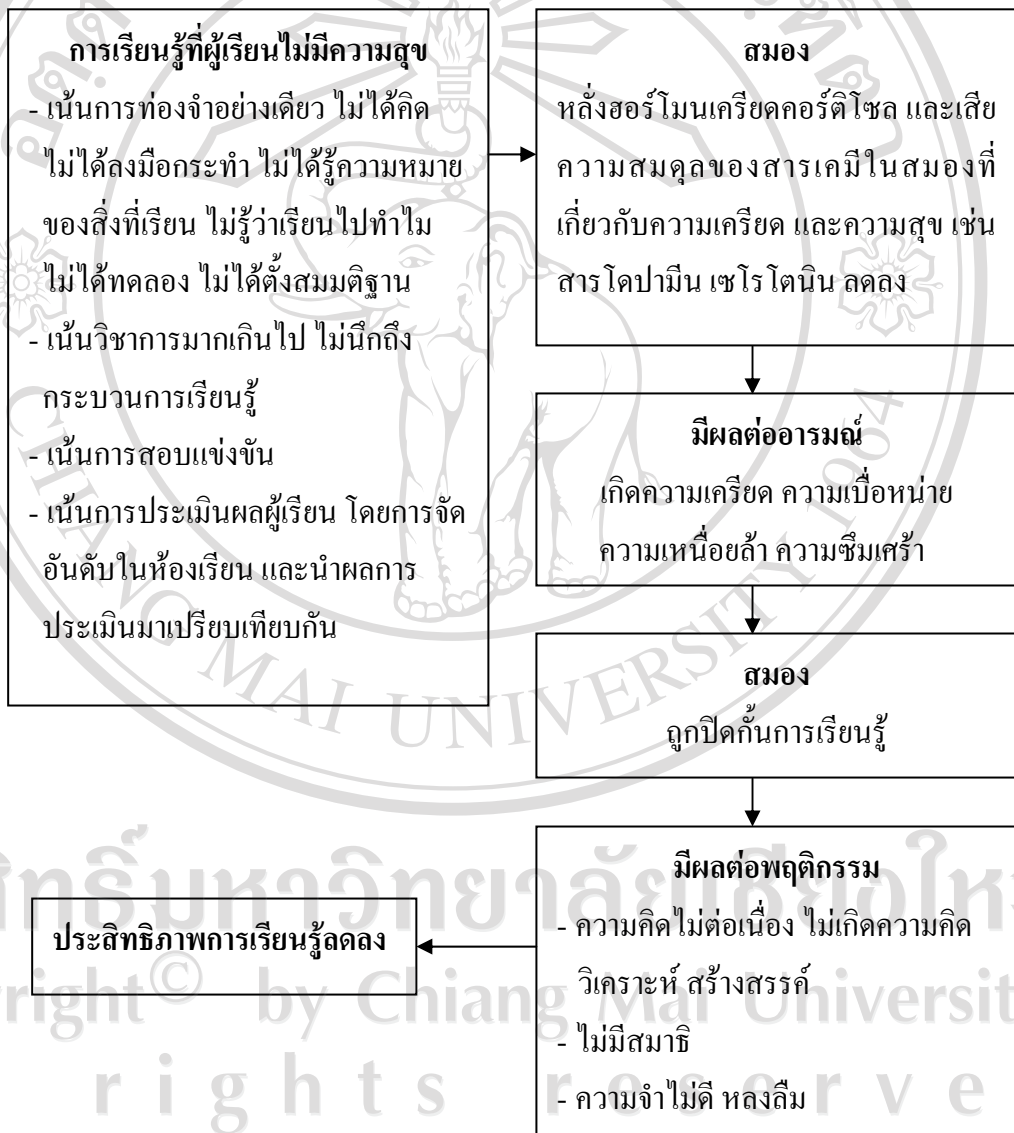 การเรียนรู้ที่ผู้เรียนไม่มีความสุข
- เน้นการท่องจำอย่างเดียว ไม่ได้คิด
ไม่ได้ลงมือกระทำ ไม่ได้รู้ความหมาย
ของสิ่งที่เรียน ไม่รู้ว่าเรียนไปทำไม
ไม่ได้ทดลอง ไม่ได้ตั้งสมมติฐาน
- เน้นวิชาการมากเกินไป ไม่นึกถึง
กระบวนการเรียนรู้
- เน้นการสอบแข่งขัน
- เน้นการประเมินผลผู้เรียน โดยการจัด
อันดับในห้องเรียน และนำผลการ
ประเมินมาเปรียบเทียบกัน
สมอง
หลั่งฮอร์โมนเครียดคอร์ติโซล และเสีย
ความสมดุลของสารเคมีในสมองที่
เกี่ยวกับความเครียด และความสุข เช่น
สารโดปามีน เซโรโตนิน ลดลง
มีผลต่ออารมณ์
เกิดความเครียด ความเบื่อหน่าย
ความเหนื่อยล้า ความซึมเศร้า
สมอง
ถูกปิดกั้นการเรียนรู้
มีผลต่อพฤติกรรม
- ความคิดไม่ต่อเนื่อง ไม่เกิดความคิด
วิเคราะห์ สร้างสรรค์
- ไม่มีสมาธิ
- ความจำไม่ดี หลงลืม
ประสิทธิภาพการเรียนรู้ลดลง
CHIANG MAI UNIVERSITY 1964
© by Chiang Mai
rights